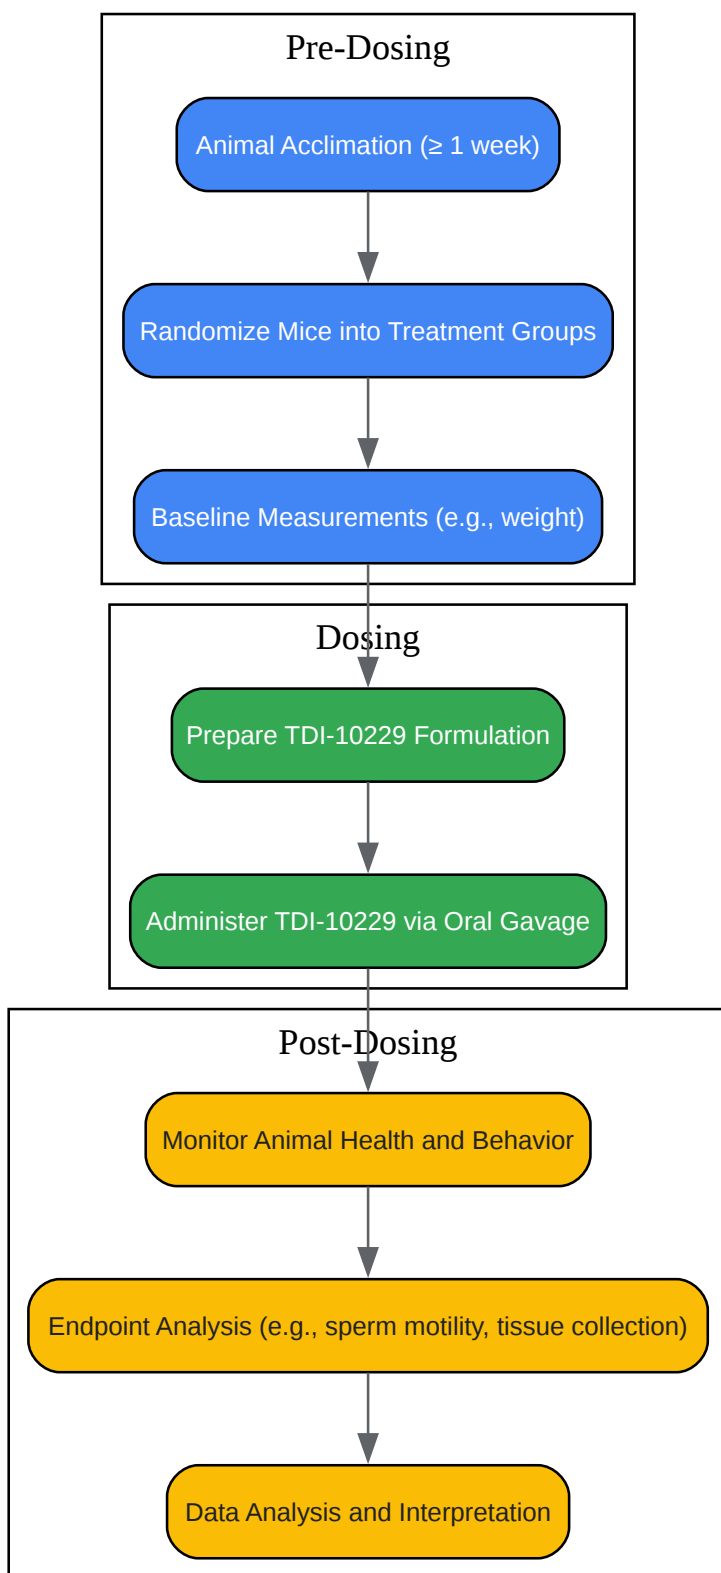 Pre-Dosing
Animal Acclimation (≥ 1 week)
Randomize Mice into Treatment Groups
Baseline Measurements (e.g., weight)
Dosing
Prepare TDI-10229 Formulation
Administer TDI-10229 via Oral Gavage
Post-Dosing
Monitor Animal Health and Behavior
Endpoint Analysis (e.g., sperm motility, tissue collection)
Data Analysis and Interpretation